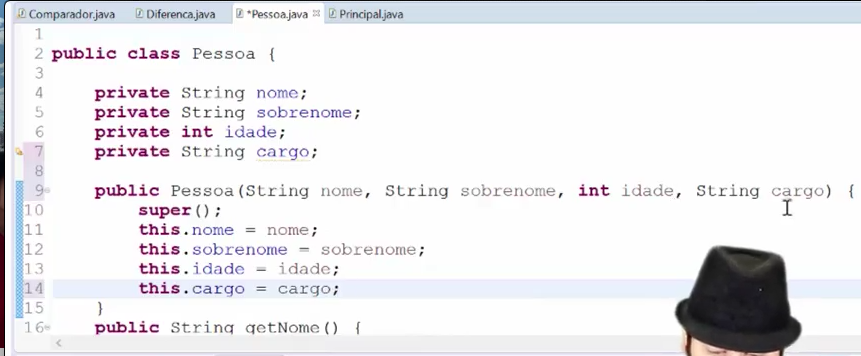 Comparador.java Diferenca.java *Pessoa.java Principal.java
1
2 public class Pessoa {
3
4 private String nome;
5 private String sobrenome;
6 private int idade;
7 private String cargo;
8
9 public Pessoa(String nome, String sobrenome, int idade, String cargo) {
10 super();
11 this.nome = nome;
12 this.sobrenome = sobrenome;
13 this.idade = idade;
14 this.cargo = cargo;
15 }
16 public String getNome() {